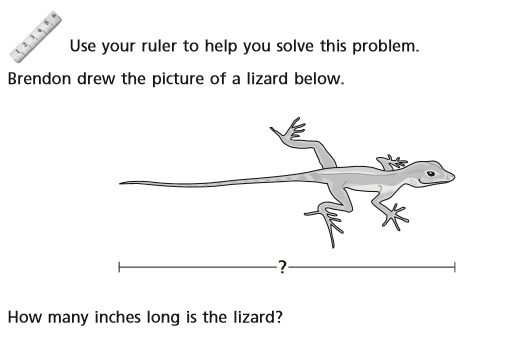 Use your ruler to help you solve this problem.
Brendon drew the picture of a lizard below.
?
How many inches long is the lizard?